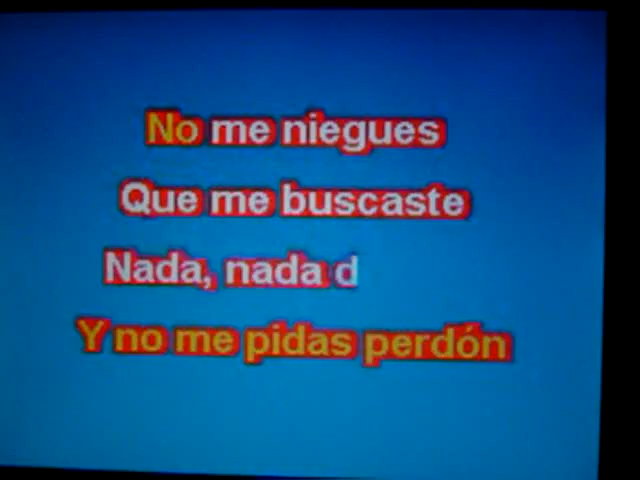 No me niegues
Que me buscaste
Nada, nada d
Y no me pidas perdón